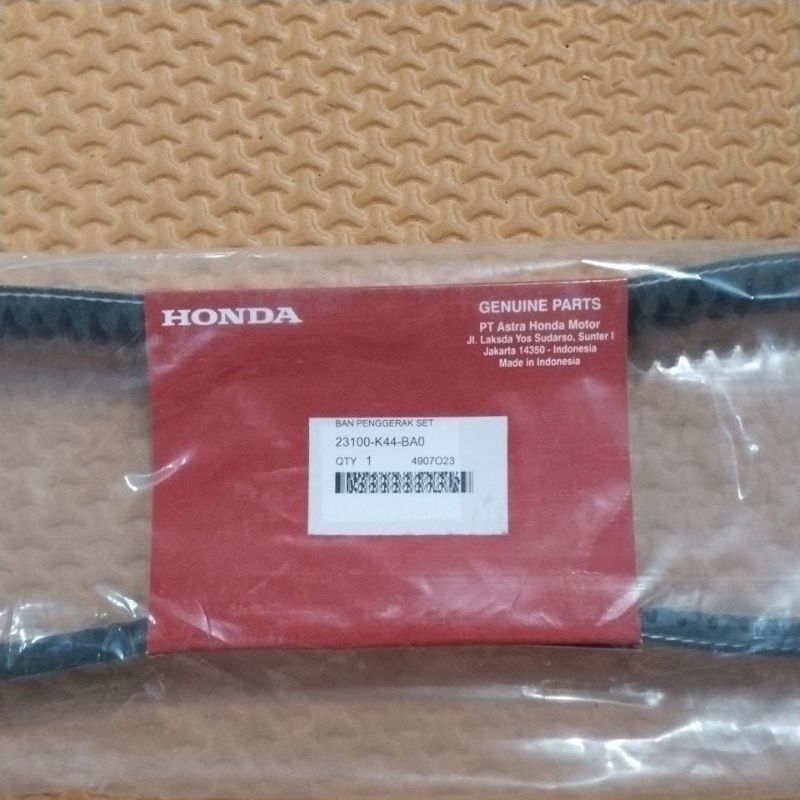 HONDA
GENUINE PARTS
PT Astra Honda Motor
Jl. Laksda Yos Sudarso, Sunter I
Jakarta 14350 - Indonesia
Made in Indonesia
BAN PENGGERAK SET
23100-K44-BA0
QTY 1 4907O23